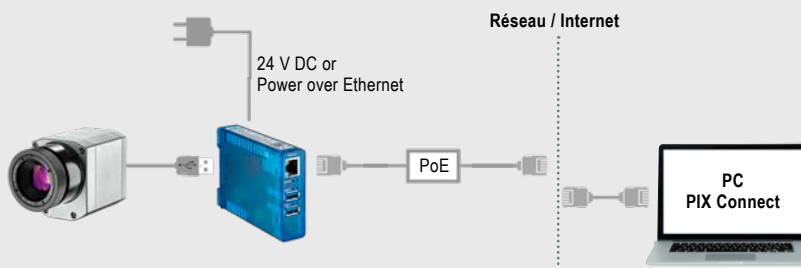 Réseau / Internet
24 V DC or
Power over Ethernet
PoE
PC
PIX Connect